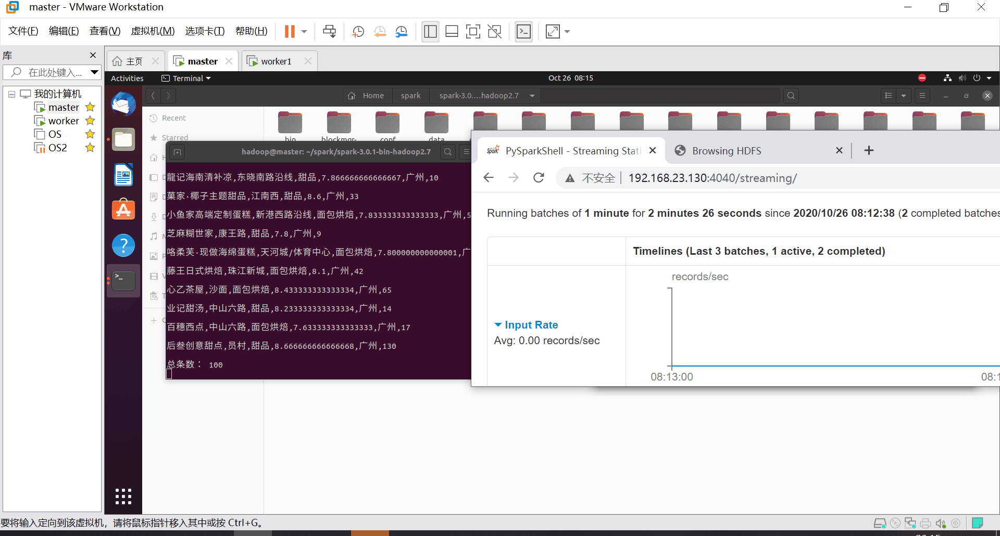 master - VMware Workstation
文件(F) 编辑(E) 查看(V) 虚拟机(M) 选项卡(T) 帮助(H)
库
在此处键入...
我的计算机
master
worker
OS
OS2
主页 master worker1
Activities Terminal Oct 26 08:15
Home spark spark-3.0....hadoop2.7
Recent
Starred
bin blockmgr- conf data
hadoop@master: ~/spark/spark-3.0.1-bin-hadoop2.7
龍记海南清补凉,东晓南路沿线,甜品,7.866666666666667,广州,10
菓家·椰子主题甜品,江南西,甜品,8.6,广州,33
小鱼家高端定制蛋糕,新港西路沿线,面包烘焙,7.833333333333333,广州,5
芝麻糊世家,康王路,甜品,7.8,广州,9
咯柔芙·现做海绵蛋糕,天河城/体育中心,面包烘焙,7.800000000000001,广
藤王日式烘焙,珠江新城,面包烘焙,8.1,广州,42
心乙茶屋,沙面,面包烘焙,8.433333333333334,广州,65
业记甜汤,中山六路,甜品,8.233333333333334,广州,14
百穗西点,中山六路,面包烘焙,7.633333333333333,广州,17
后叁创意甜点,员村,甜品,8.666666666666668,广州,130
总条数： 100
PySparkShell - Streaming Stati Browsing HDFS
不安全 192.168.23.130:4040/streaming/
Running batches of 1 minute for 2 minutes 26 seconds since 2020/10/26 08:12:38 (2 completed batches
Timelines (Last 3 batches, 1 active, 2 completed)
records/sec
Input Rate
Avg: 0.00 records/sec
08:13:00 08:1
要将输入定向到该虚拟机，请将鼠标指针移入其中或按 Ctrl+G。